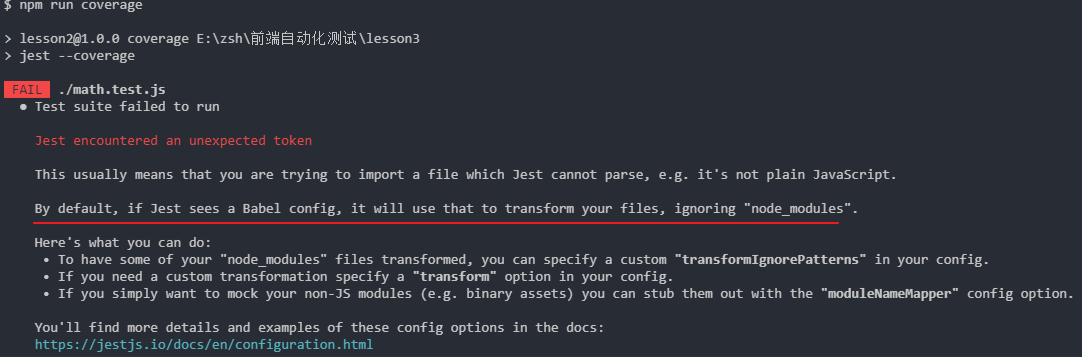 $ npm run coverage
> lesson2@1.0.0 coverage E:\zsh\前端自动化测试\lesson3
> jest --coverage
FAIL ./math.test.js
● Test suite failed to run
Jest encountered an unexpected token
This usually means that you are trying to import a file which Jest cannot parse, e.g. it's not plain JavaScript.
By default, if Jest sees a Babel config, it will use that to transform your files, ignoring "node_modules".
Here's what you can do:
• To have some of your "node_modules" files transformed, you can specify a custom "transformIgnorePatterns" in your config.
• If you need a custom transformation specify a "transform" option in your config.
• If you simply want to mock your non-JS modules (e.g. binary assets) you can stub them out with the "moduleNameMapper" config option.
You'll find more details and examples of these config options in the docs:
https://jestjs.io/docs/en/configuration.html